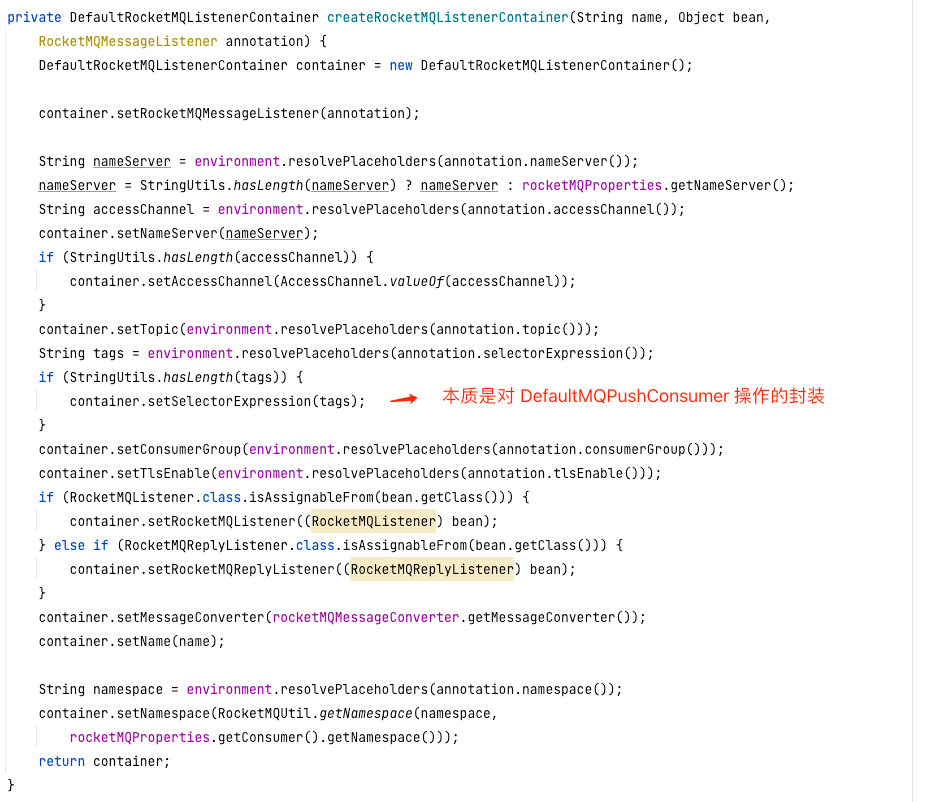 private DefaultRocketMQListenerContainer createRocketMQListenerContainer(String name, Object bean,
    RocketMQMessageListener annotation) {
    DefaultRocketMQListenerContainer container = new DefaultRocketMQListenerContainer();

    container.setRocketMQMessageListener(annotation);

    String nameServer = environment.resolvePlaceholders(annotation.nameServer());
    nameServer = StringUtils.hasLength(nameServer) ? nameServer : rocketMQProperties.getNameServer();
    String accessChannel = environment.resolvePlaceholders(annotation.accessChannel());
    container.setNameServer(nameServer);
    if (StringUtils.hasLength(accessChannel)) {
        container.setAccessChannel(AccessChannel.valueOf(accessChannel));
    }
    container.setTopic(environment.resolvePlaceholders(annotation.topic()));
    String tags = environment.resolvePlaceholders(annotation.selectorExpression());
    if (StringUtils.hasLength(tags)) {
        container.setSelectorExpression(tags); 本质是对 DefaultMQPushConsumer 操作的封装
    }
    container.setConsumerGroup(environment.resolvePlaceholders(annotation.consumerGroup()));
    container.setTlsEnable(environment.resolvePlaceholders(annotation.tlsEnable()));
    if (RocketMQListener.class.isAssignableFrom(bean.getClass())) {
        container.setRocketMQListener((RocketMQListener) bean);
    } else if (RocketMQReplyListener.class.isAssignableFrom(bean.getClass())) {
        container.setRocketMQReplyListener((RocketMQReplyListener) bean);
    }
    container.setMessageConverter(rocketMQMessageConverter.getMessageConverter());
    container.setName(name);

    String namespace = environment.resolvePlaceholders(annotation.namespace());
    container.setNamespace(RocketMQUtil.getNamespace(namespace,
        rocketMQProperties.getConsumer().getNamespace()));
    return container;
}